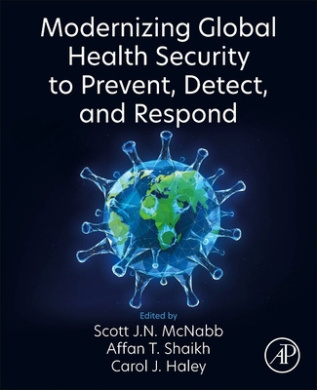 Modernizing Global
Health Security
to Prevent, Detect,
and Respond
Edited by
Scott J.N. McNabb
Affan T. Shaikh
Carol J. Haley
AP